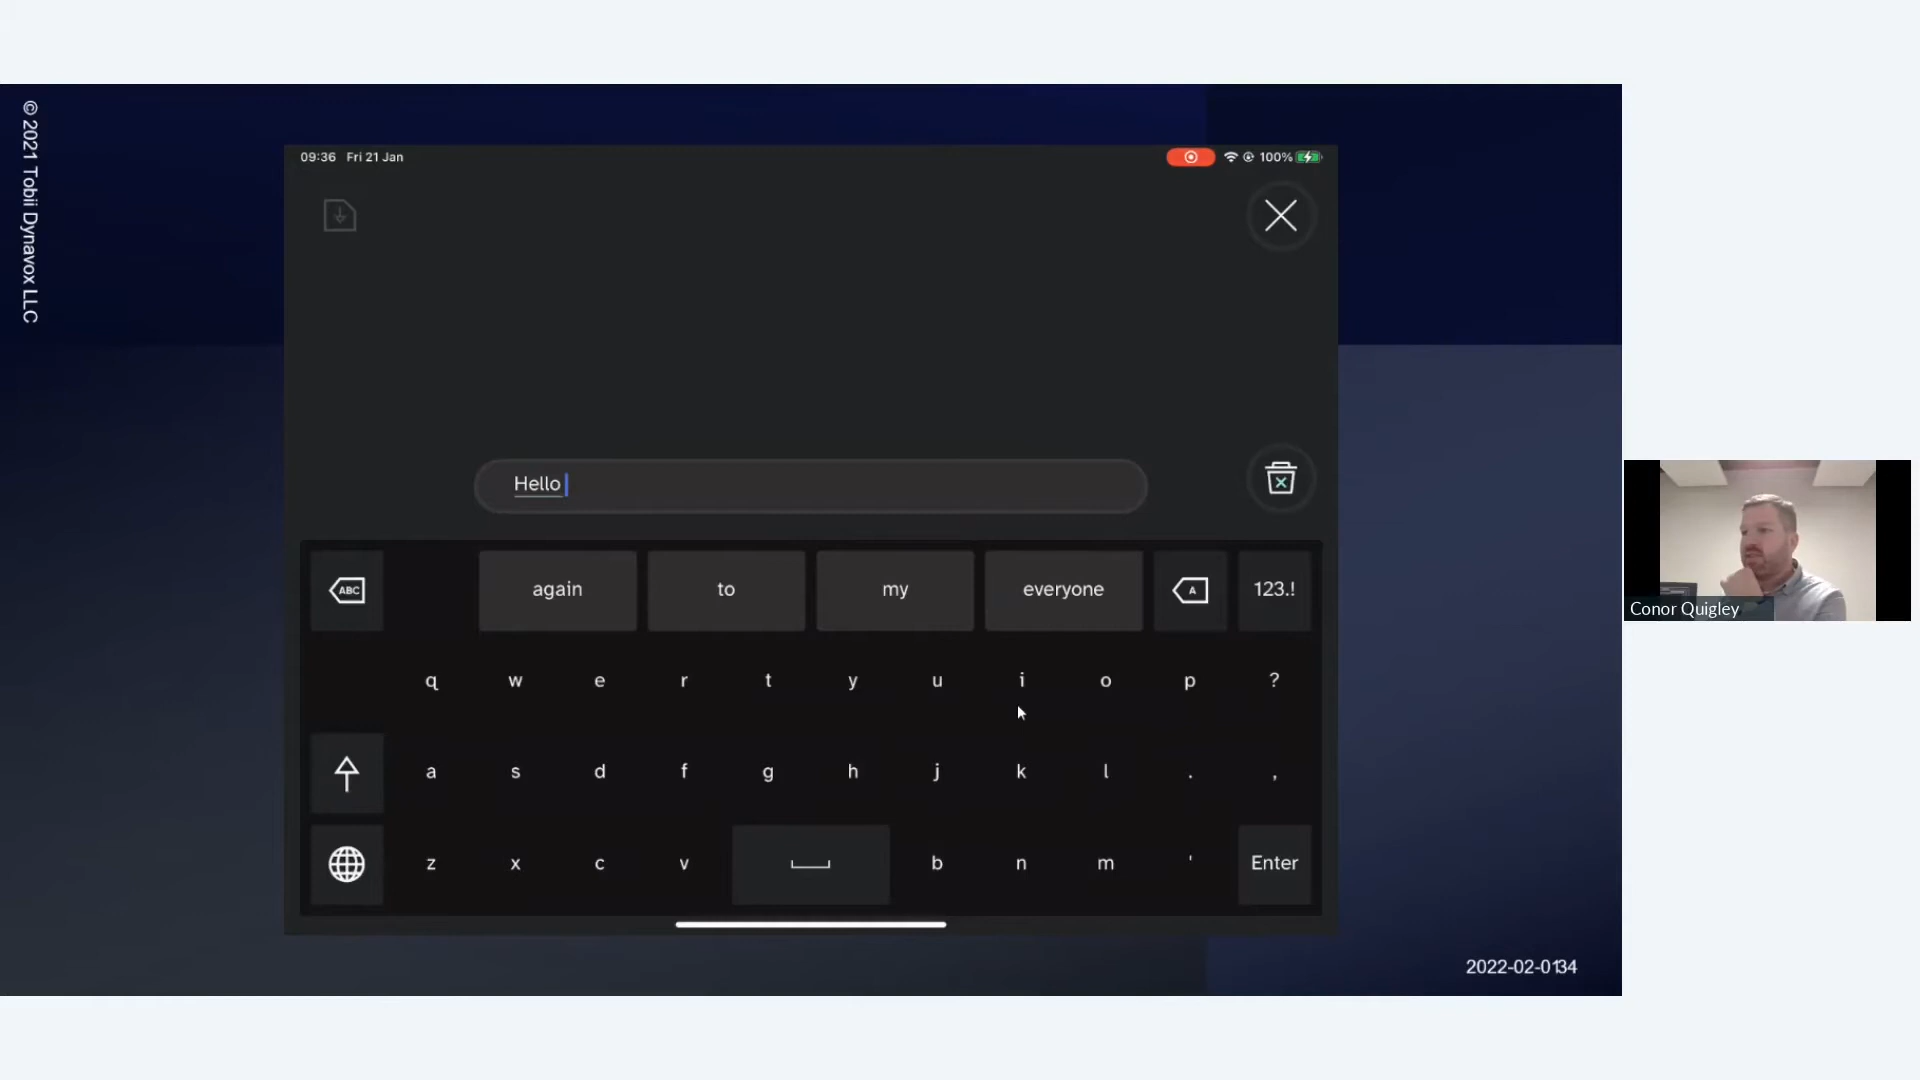 © 2021 Tobii Dynavox LLC
09:36 Fri 21 Jan
100%
Hello
ABC
again to my everyone
A
123.!
q w e r t y u i o p ?
a s d f g h j k l . ,
z x c v b n m ' Enter
Conor Quigley
2022-02-0134